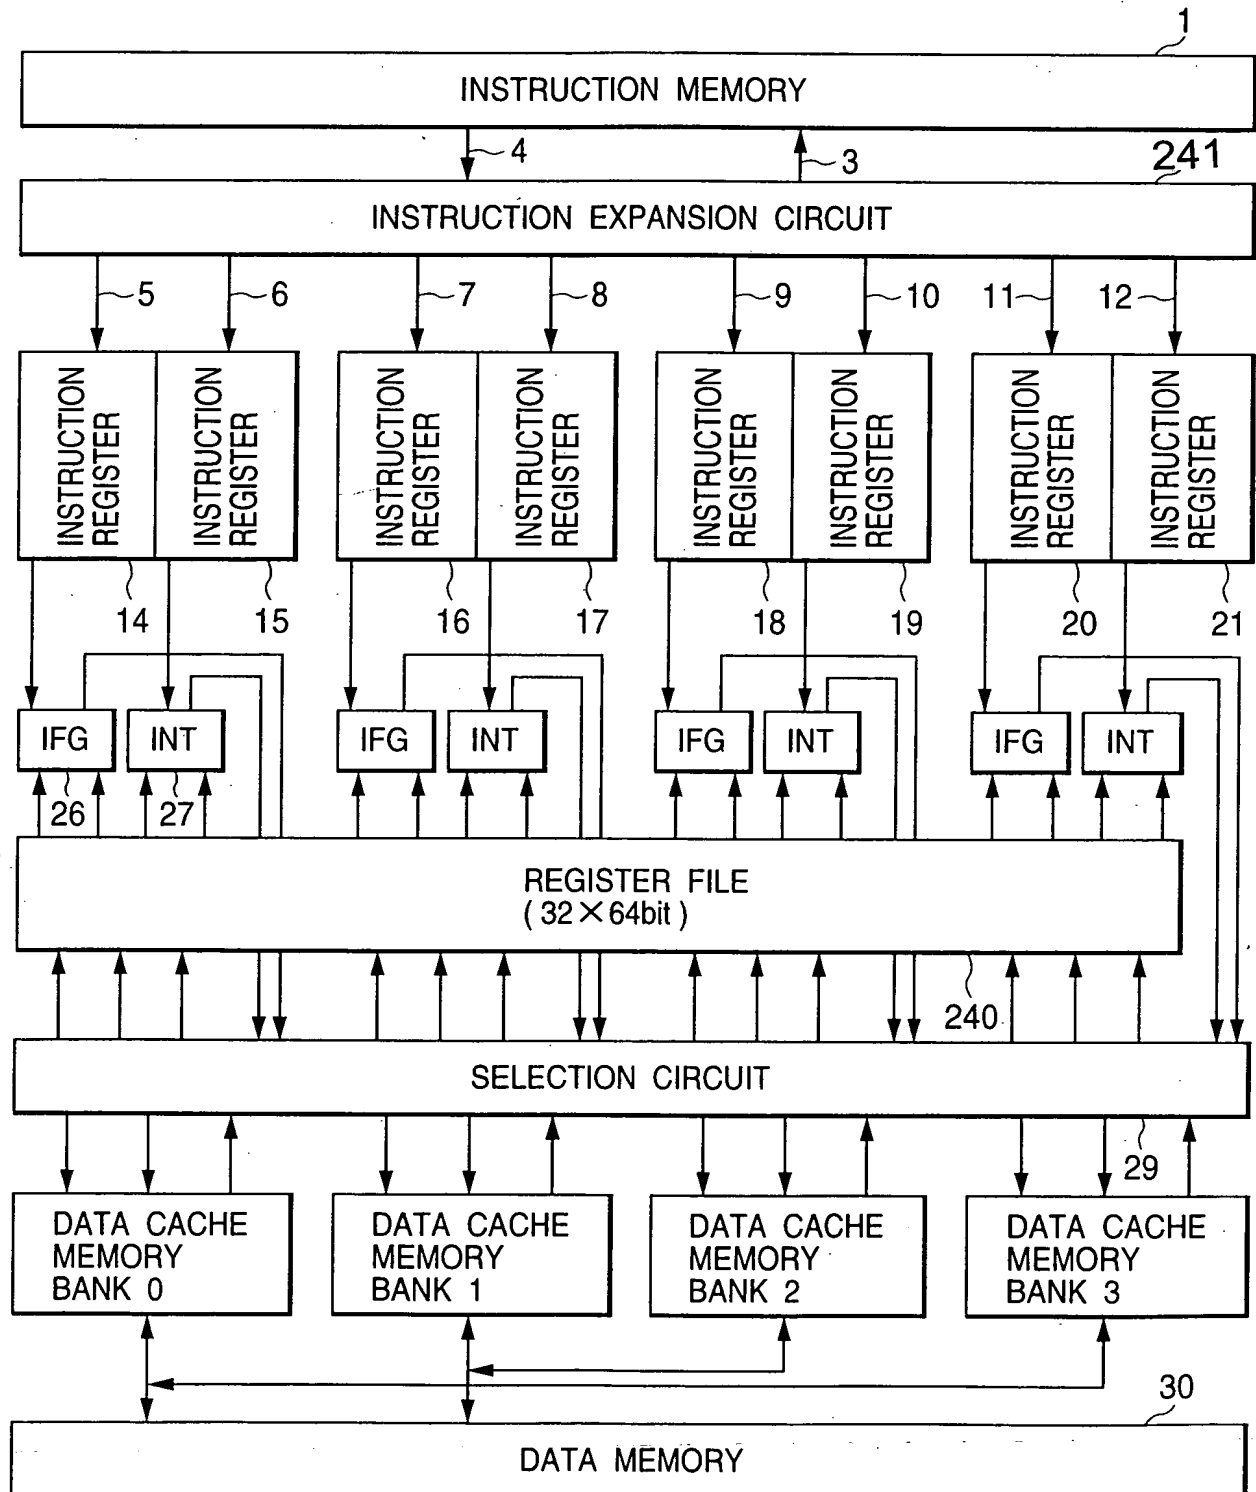 1
INSTRUCTION MEMORY
4
3
241
INSTRUCTION EXPANSION CIRCUIT
5
6
7
8
9
10
11
12
INSTRUCTION
REGISTER
INSTRUCTION
REGISTER
INSTRUCTION
REGISTER
INSTRUCTION
REGISTER
INSTRUCTION
REGISTER
INSTRUCTION
REGISTER
INSTRUCTION
REGISTER
INSTRUCTION
REGISTER
14
15
16
17
18
19
20
21
IFG
INT
IFG
INT
IFG
INT
IFG
INT
26
27
REGISTER FILE
(32×64bit)
240
SELECTION CIRCUIT
29
DATA CACHE
MEMORY
BANK 0
DATA CACHE
MEMORY
BANK 1
DATA CACHE
MEMORY
BANK 2
DATA CACHE
MEMORY
BANK 3
30
DATA MEMORY